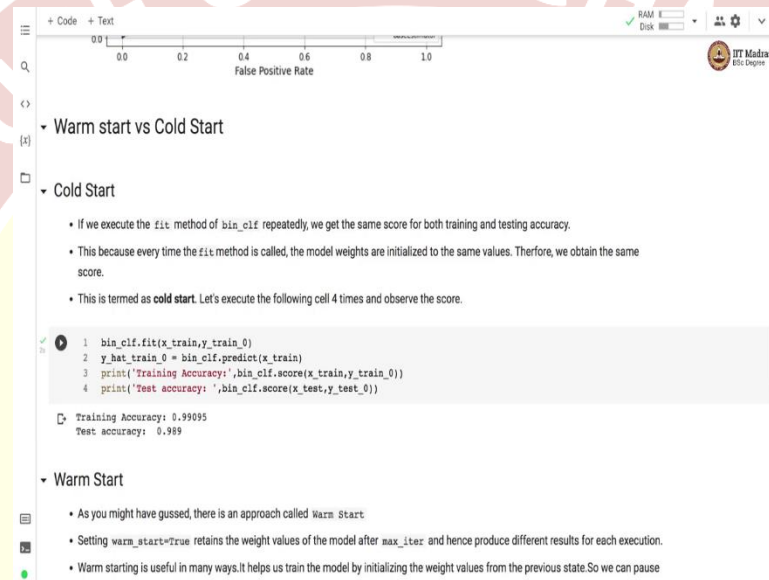 + Code + Text
RAM
Disk
0.0
0.0 0.2 0.4 0.6 0.8 1.0
False Positive Rate
IIT Madras
BSc Degree
Warm start vs Cold Start
Cold Start
• If we execute the fit method of bin_clf repeatedly, we get the same score for both training and testing accuracy.
• This because every time the fit method is called, the model weights are initialized to the same values. Therfore, we obtain the same
score.
• This is termed as cold start. Let's execute the following cell 4 times and observe the score.
1 bin_clf.fit(x_train,y_train_0)
2 y_hat_train_0 = bin_clf.predict(x_train)
3 print('Training Accuracy:',bin_clf.score(x_train,y_train_0))
4 print('Test accuracy: ',bin_clf.score(x_test,y_test_0))
Training Accuracy: 0.99095
Test accuracy: 0.989
Warm Start
• As you might have gussed, there is an approach called Warm Start
• Setting warm_start=True retains the weight values of the model after max_iter and hence produce different results for each execution.
• Warm starting is useful in many ways.It helps us train the model by initializing the weight values from the previous state.So we can pause